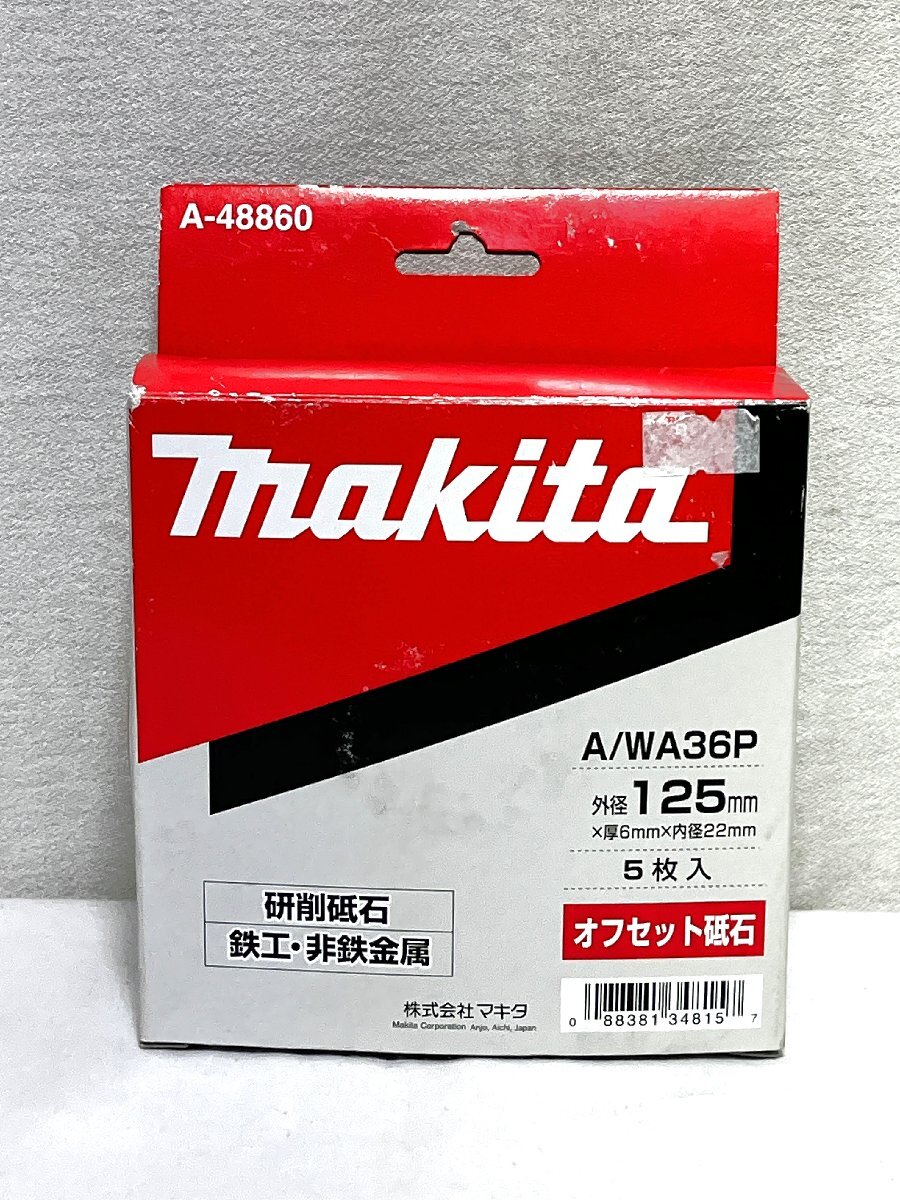 A-48860
makita
A/WA36P
外径125mm
×厚6mm×内径22mm
5枚入
研削砥石
鉄工・非鉄金属
オフセット砥石
株式会社マキタ
Makita Corporation Anjo, Aichi, Japan
0 88381 34815 7